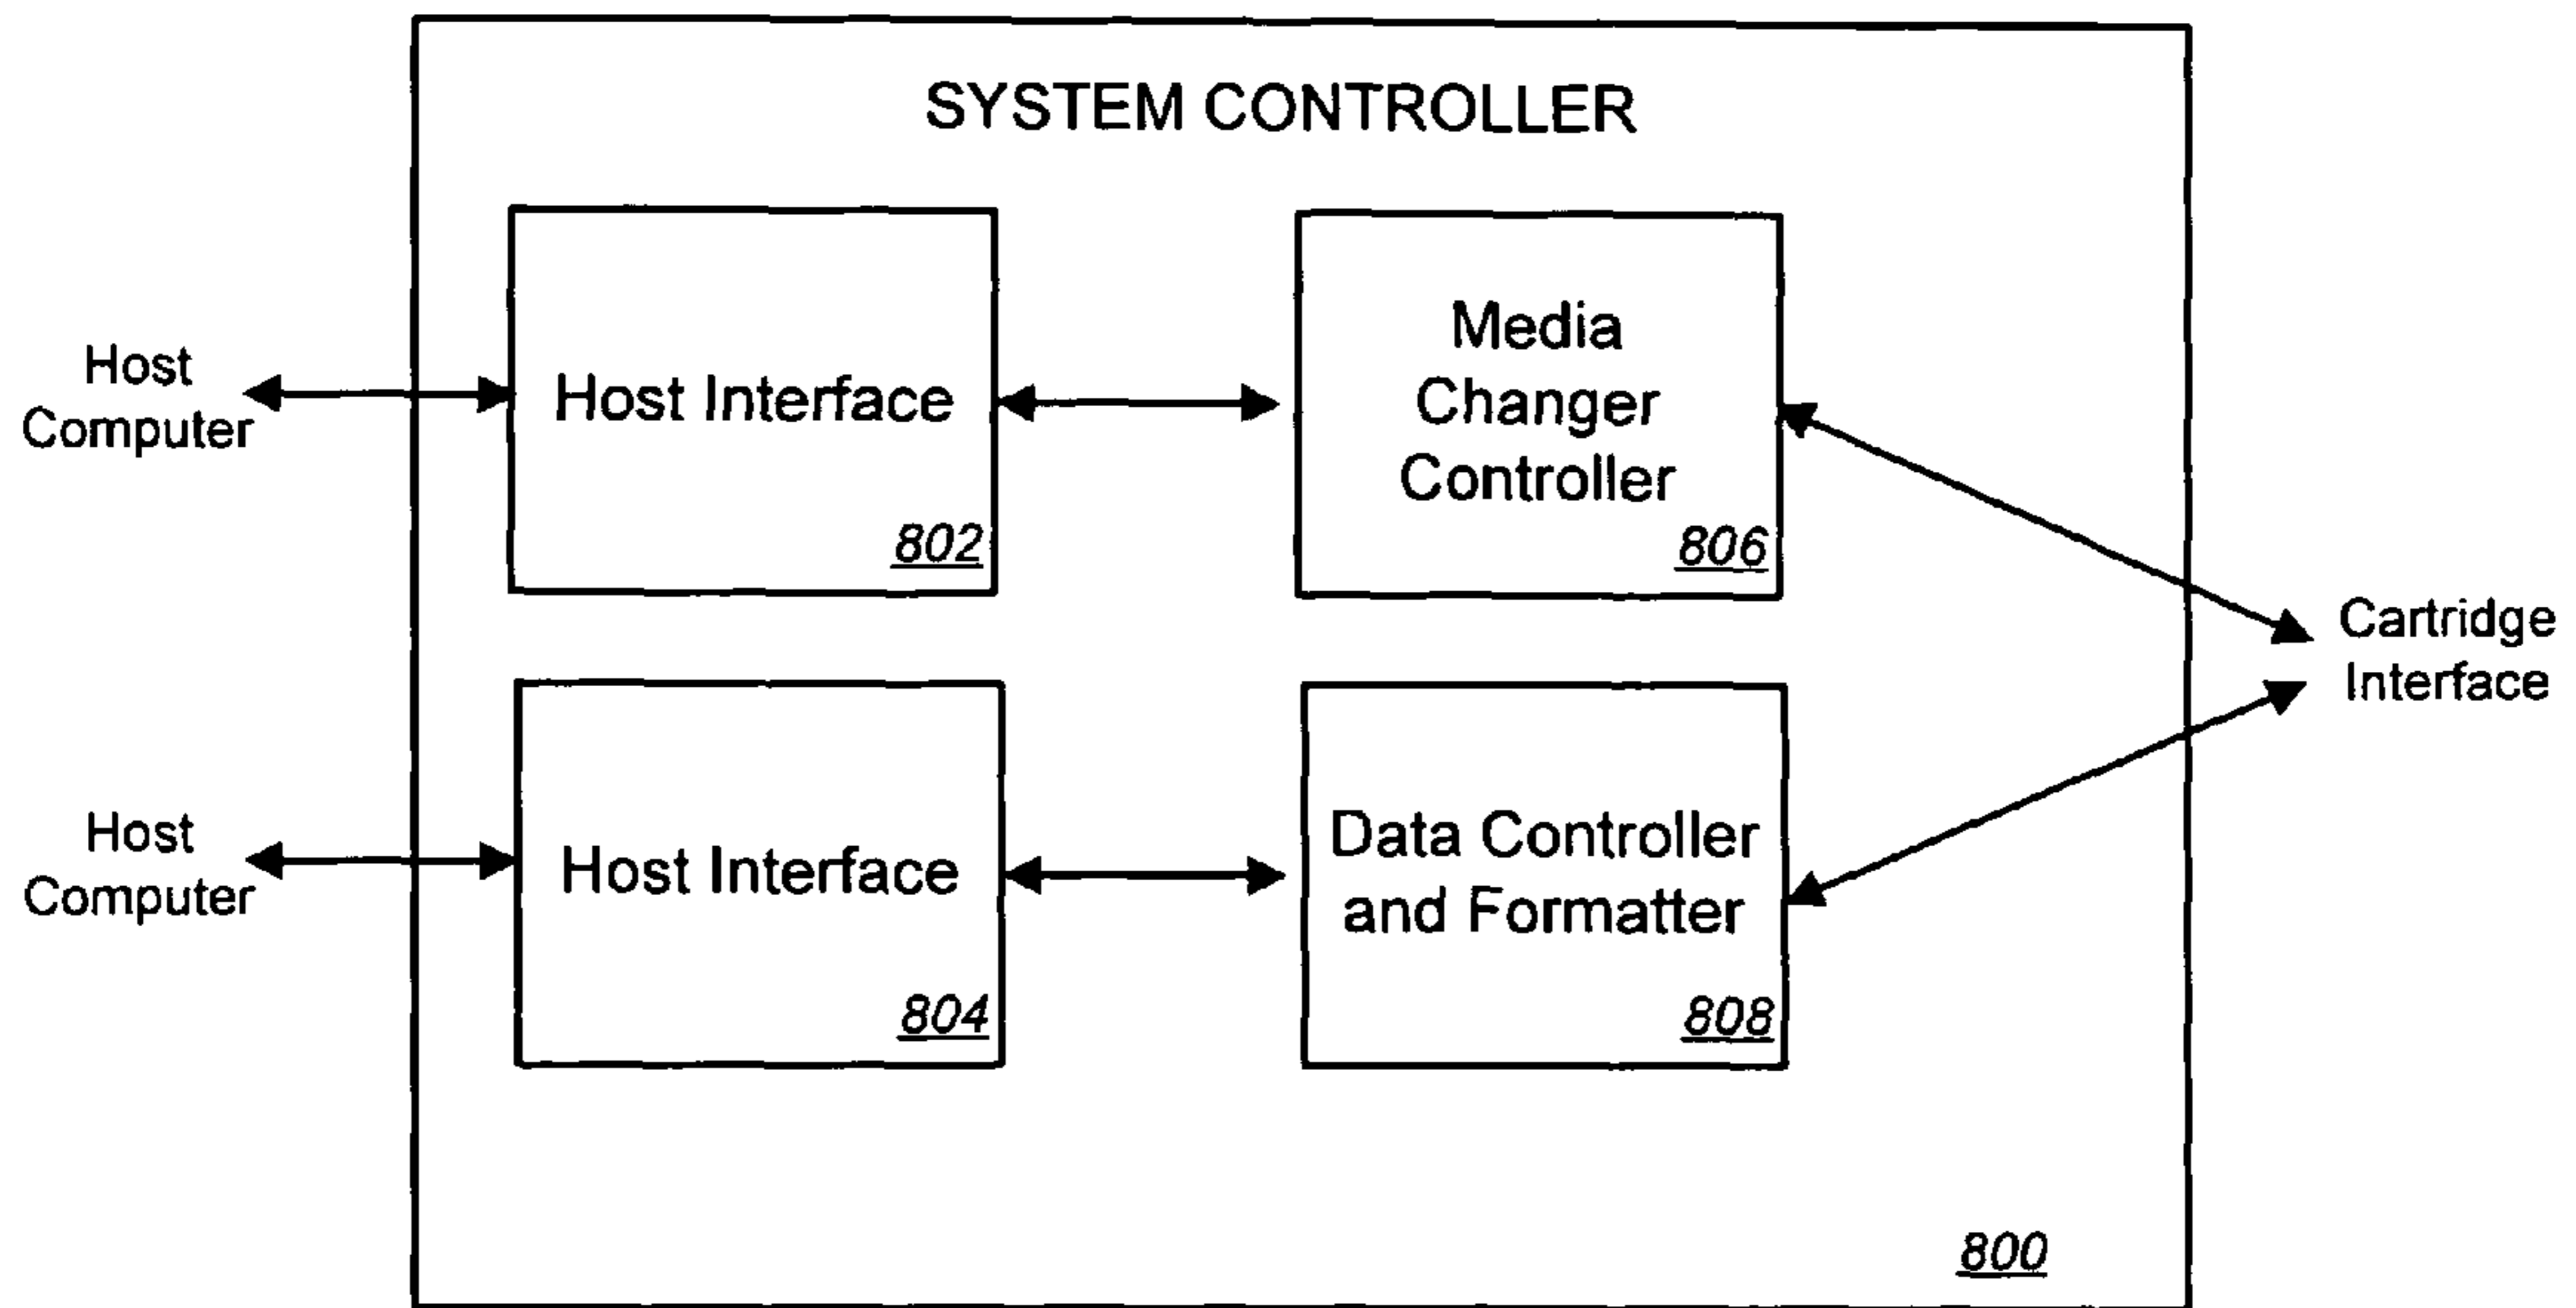 SYSTEM CONTROLLER
Host
Computer
Host Interface
802
Media
Changer
Controller
806
Cartridge
Interface
Host
Computer
Host Interface
804
Data Controller
and Formatter
808
800